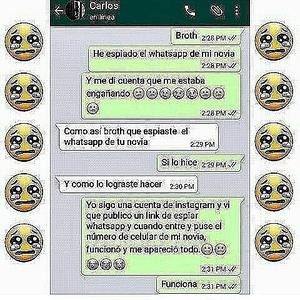 Carlos
en línea
Broth 2:28 PM
He espiado el whatsapp de mi novia
2:28 PM
Y me di cuenta que me estaba
engañando
2:28 PM
Como así broth que espiaste el
whatsapp de tu novia 2:29 PM
Si lo hice 2:29 PM
Y como lo lograste hacer 2:30 PM
Yo sigo una cuenta de instagram y vi
que publicó un link de espiar
whatsapp y cuando entre y puse el
número de celular de mi novia,
funcionó y me apareció todo.
2:31 PM
Funciona 2:31 PM